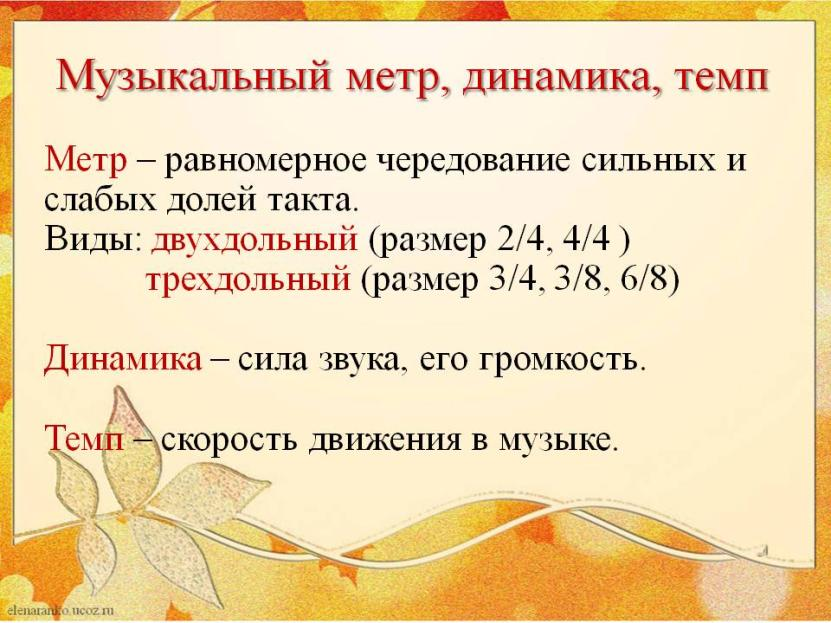 Музыкальный метр, динамика, темп
Метр – равномерное чередование сильных и
слабых долей такта.
Виды: двухдольный (размер 2/4, 4/4 )
трехдольный (размер 3/4, 3/8, 6/8)
Динамика – сила звука, его громкость.
Темп – скорость движения в музыке.
elenaranko.ucoz.ru